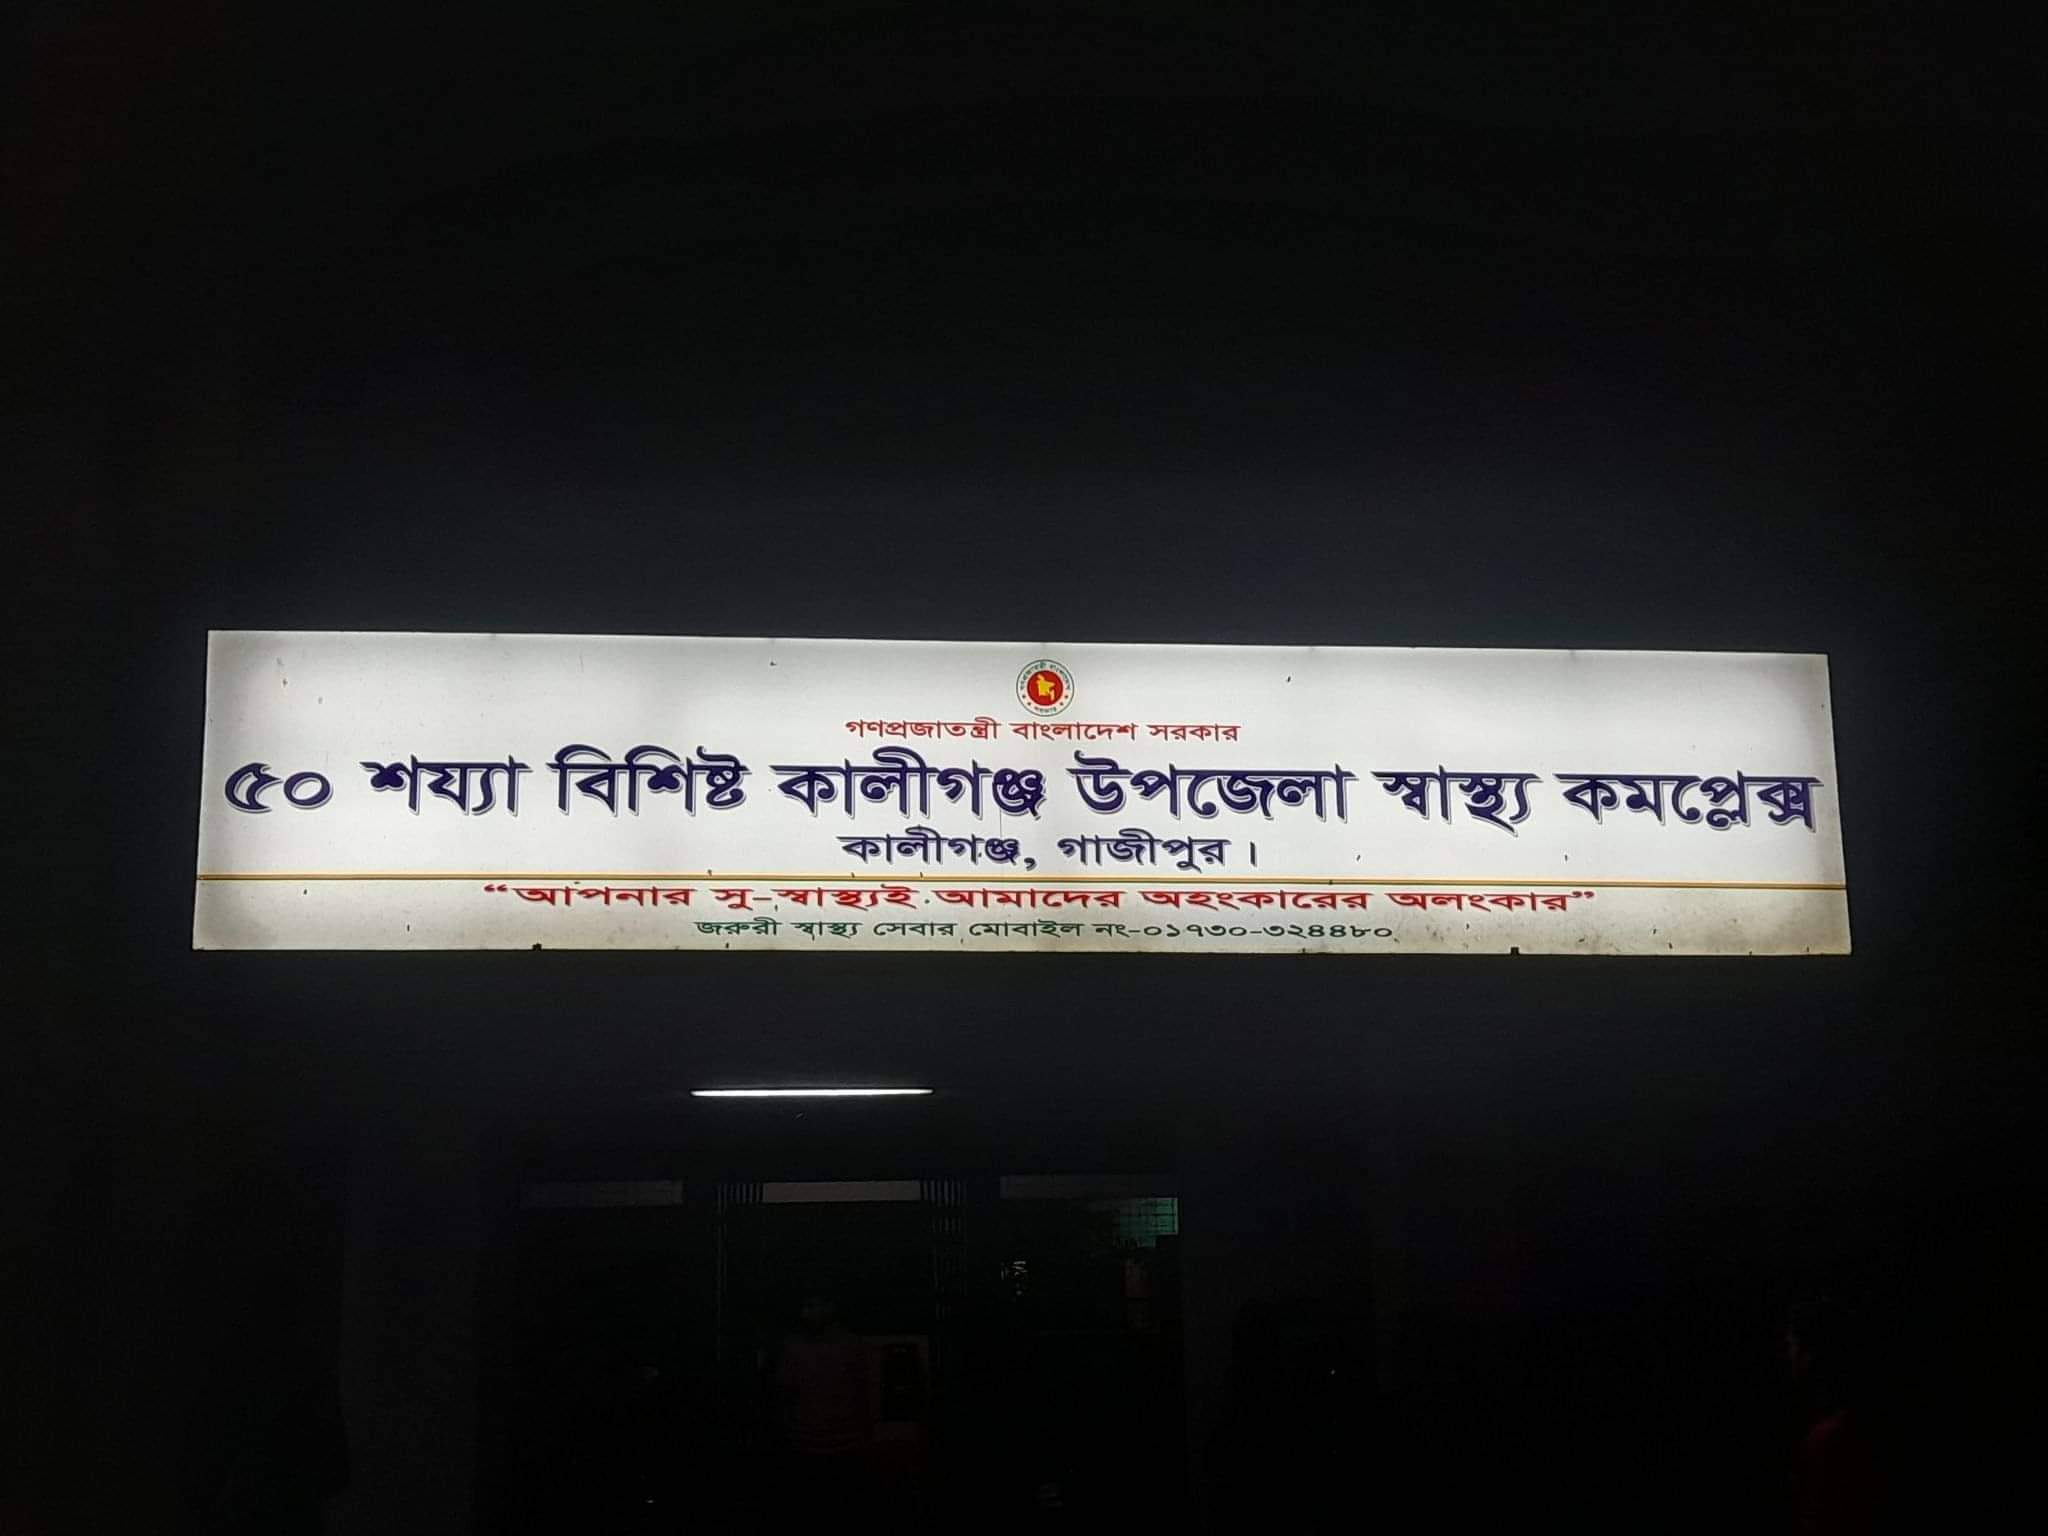 গণপ্রজাতন্ত্রী বাংলাদেশ সরকার
৫০ শয্যা বিশিষ্ট কালীগঞ্জ উপজেলা স্বাস্থ্য কমপ্লেক্স
কালীগঞ্জ, গাজীপুর।
“আপনার সু-স্বাস্থ্যই আমাদের অহংকারের অলংকার”
জরুরী স্বাস্থ্য সেবার মোবাইল নং-০১৭৩০-৩২৪৪৮০